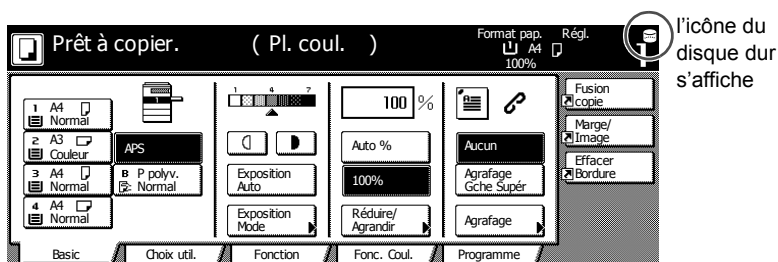 Prêt à copier. ( Pl. coul. )
Format pap. Régl.
A4
100%
1
l'icône du
disque dur
s'affiche
1 A4
Normal
2 A3
Couleur
3 A4
Normal
4 A4
Normal
APS
B P polyv.
Normal
1 4 7
Exposition
Auto
Exposition
Mode
100 %
Auto %
100%
Réduire/
Agrandir
Aucun
Agrafage
Gche Supér
Agrafage
Fusion
copie
Marge/
Image
Effacer
Bordure
Basic Choix util. Fonction Fonc. Coul. Programme